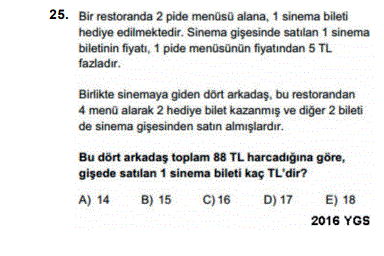 25. Bir restoranda 2 pide menüsü alana, 1 sinema bileti
hediye edilmektedir. Sinema gişesinde satılan 1 sinema
biletinin fiyatı, 1 pide menüsünün fiyatından 5 TL
fazladır.
Birlikte sinemaya giden dört arkadaş, bu restorandan
4 menü alarak 2 hediye bilet kazanmış ve diğer 2 bileti
de sinema gişesinden satın almışlardır.
Bu dört arkadaş toplam 88 TL harcadığına göre,
gişede satılan 1 sinema bileti kaç TL'dir?
A) 14 B) 15 C) 16 D) 17 E) 18
2016 YGS